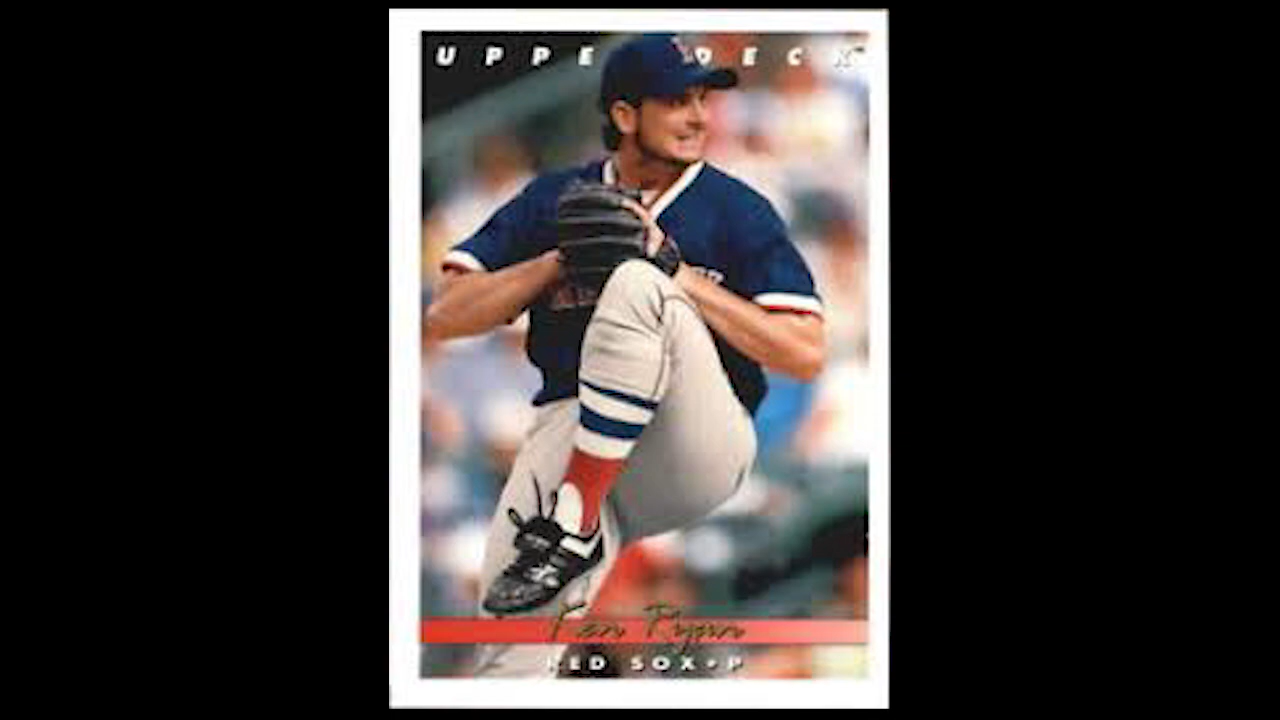 UPPE DECK
Ken Ryan
RED SOX • P